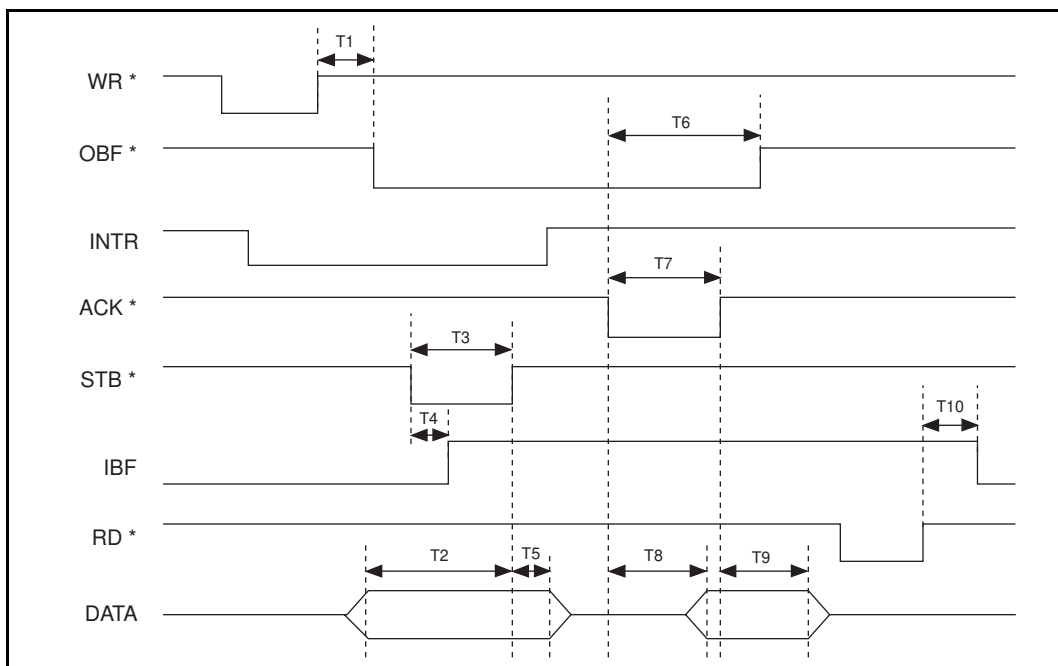 T1
WR *
T6
OBF *
INTR
T7
ACK *
T3
STB *
T4
T10
IBF
RD *
T2
T5
T8
T9
DATA